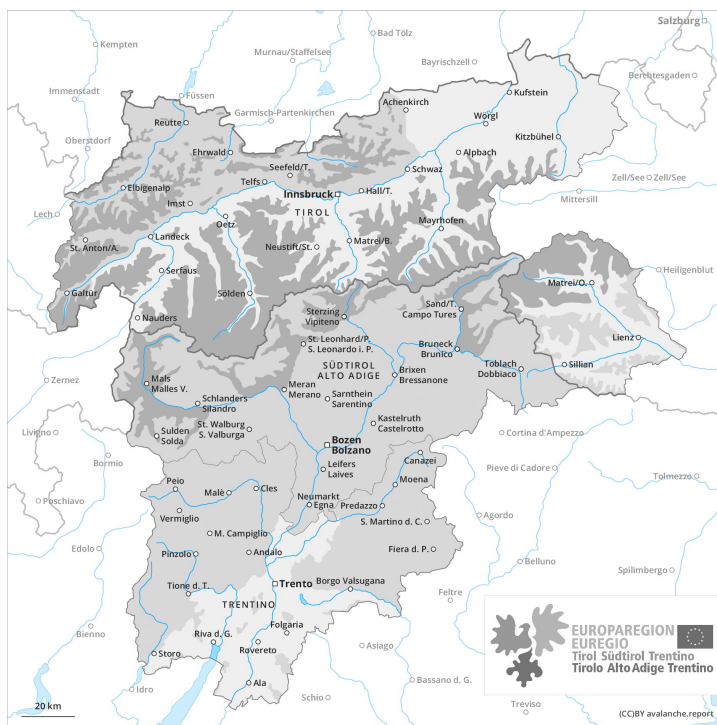 Salzburg
Kempten
Bad Tölz
Murnau/Staffelsee
Bayrischzell
Berchtesgaden
Immenstadt
Füssen
Garmisch-Partenkirchen
Achenkirch
Kufstein
Reutte
Wörgl
Oberstdorf
Ehrwald
Kitzbühel
Alpbach
Seefeld/T.
Schwaz
Zell/See
Zell/See
Telfs
Elbigenalp
Innsbruck
Hall/T.
Mittersill
Lech
Imst
TIROL
Oetz
Mayrhofen
St. Anton/A.
Landeck
Neustift/St.
Matrei/B.
Serfaus
Heiligenblut
Galtür
Sölden
Matrei/O.
Nauders
Sterzing
Vipiteno
Sand/T.
Campo Tures
Lienz
St. Leonhard/P.
S. Leonardo i. P.
Bruneck
Brunico
Toblach
Dobbiaco
Sillian
SÜDTIROL
ALTO ADIGE
Brixen
Bressanone
Zernez
Mals
Malles V.
Meran
Merano
Sarnthein
Sarentino
Schlanders
Silandro
St. Walburg
S. Valburga
Kastelruth
Castelrotto
Livigno
Sulden
Solda
Bozen
Bolzano
Cortina d'Ampezzo
Bormio
Canazei
Leifers
Laives
Pieve di Cadore
Tolmezzo
Poschiavo
Peio
Malè
Cles
Moena
Neumarkt
Egna
Predazzo
Vermiglio
S. Martino d. C.
Agordo
M. Campiglio
Edolo
Pinzolo
Andalo
Fiera d. P.
Belluno
Spilimbergo
Tione d. T.
Trento
Borgo Valsugana
Feltre
TRENTINO
Bienno
Riva d. G.
Folgaria
Rovereto
Asiago
Storo
Idro
Ala
Schio
Bassano d. G.
Treviso
EUROPAREGION
EUREGIO
Tirol Südtirol Trentino
Tirolo Alto Adige Trentino
20 km
(CC)BY avalanche.report